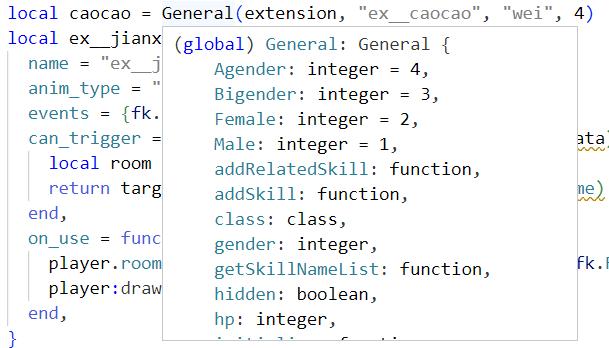 local caocao = General(extension, "ex__caocao", "wei", 4)
local ex__jianx
name = "ex__j
anim_type = "
events = {fk.
can_trigger =
local room
return targ
end,
on_use = func
player.room
player:draw
end,
}
(global) General: General {
Agender: integer = 4,
Bigender: integer = 3,
Female: integer = 2,
Male: integer = 1,
addRelatedSkill: function,
addSkill: function,
class: class,
gender: integer,
getSkillNameList: function,
hidden: boolean,
hp: integer,
ata)
me)
fk.